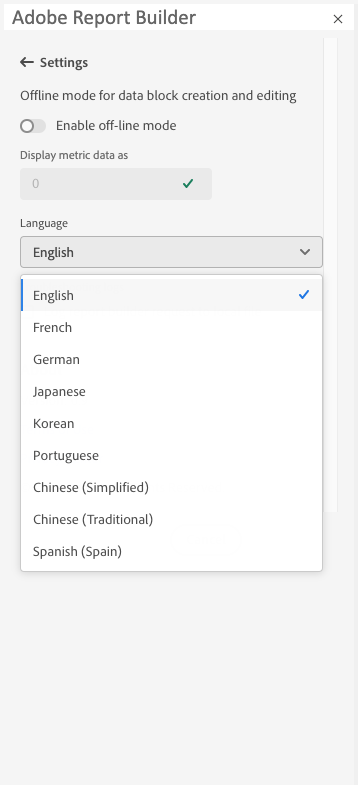 Adobe Report Builder
Settings
Offline mode for data block creation and editing
Enable off-line mode
Display metric data as
0
Language
English
English
French
German
Japanese
Korean
Portuguese
Chinese (Simplified)
Chinese (Traditional)
Spanish (Spain)